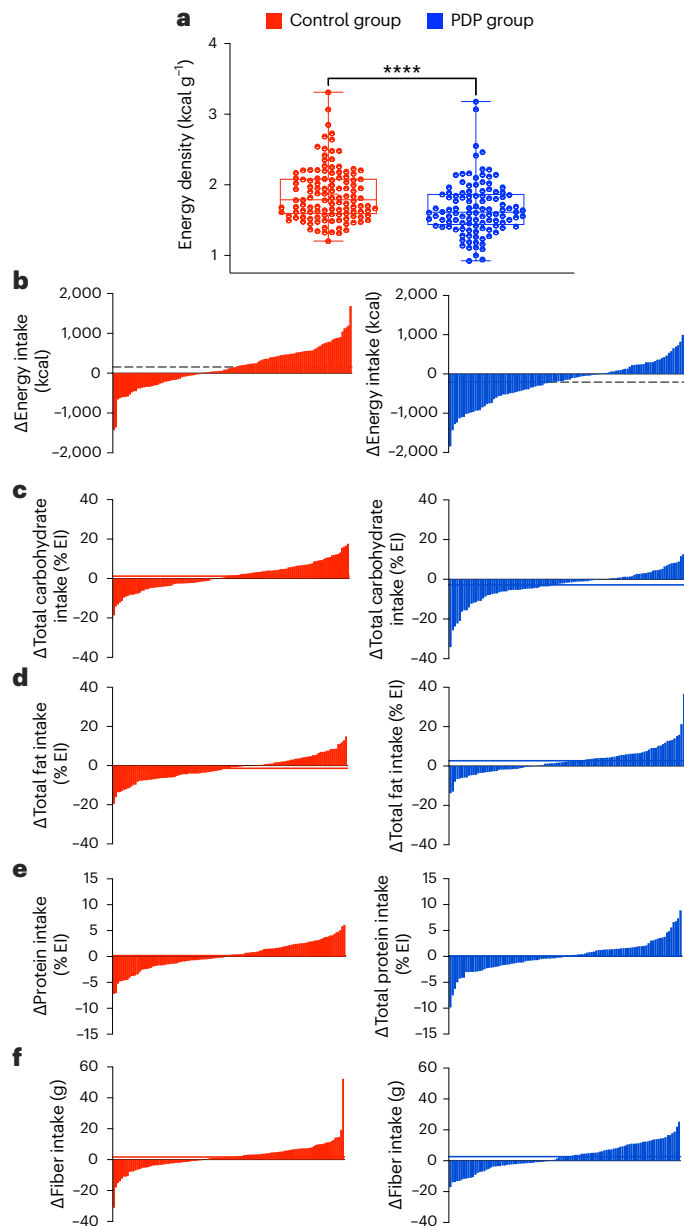 a
Control group
PDP group
Energy density (kcal g⁻¹)
4
3
2
1
****
b
ΔEnergy intake
(kcal)
2,000
1,000
0
−1,000
−2,000
ΔEnergy intake (kcal)
2,000
1,000
0
−1,000
−2,000
c
ΔTotal carbohydrate
intake (% EI)
40
20
0
−20
−40
ΔTotal carbohydrate
intake (% EI)
40
20
0
−20
−40
d
ΔTotal fat intake
(% EI)
40
20
0
−20
−40
ΔTotal fat intake (% EI)
40
20
0
−20
−40
e
ΔProtein intake
(% EI)
15
10
5
0
−5
−10
−15
ΔTotal protein intake
(% EI)
15
10
5
0
−5
−10
−15
f
ΔFiber intake (g)
60
40
20
0
−20
−40
ΔFiber intake (g)
60
40
20
0
−20
−40